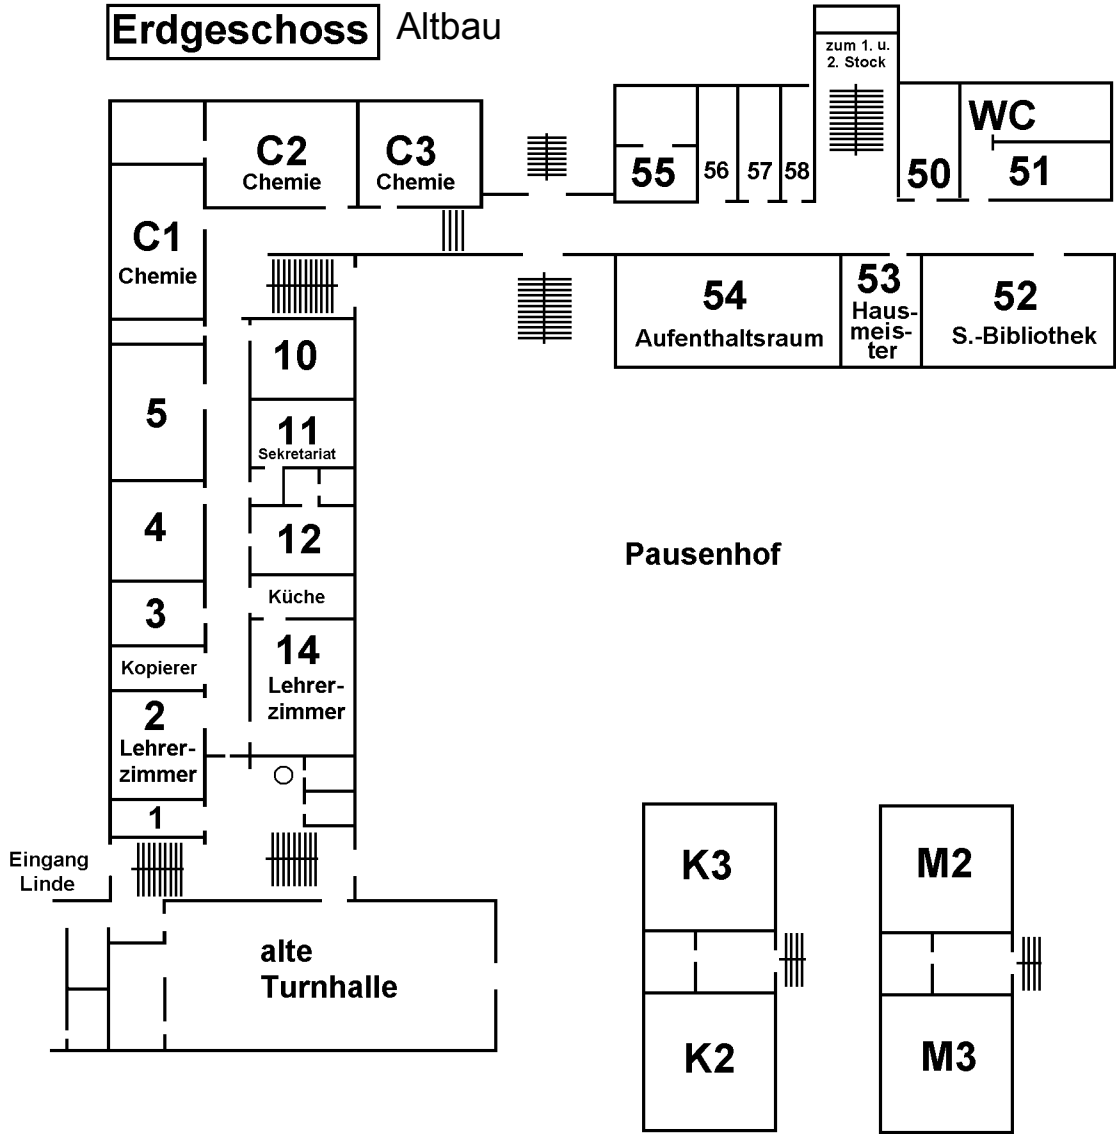 Erdgeschoss Altbau
zum 1. u.
2. Stock
C2
Chemie
C3
Chemie
55
56
57
58
50
WC
51
C1
Chemie
54
Aufenthaltsraum
53
Haus-
meis-
ter
52
S.-Bibliothek
10
5
11
Sekretariat
4
12
Pausenhof
3
Küche
Kopierer
14
Lehrer-
zimmer
2
Lehrer-
zimmer
1
Eingang
Linde
K3
M2
alte
Turnhalle
K2
M3